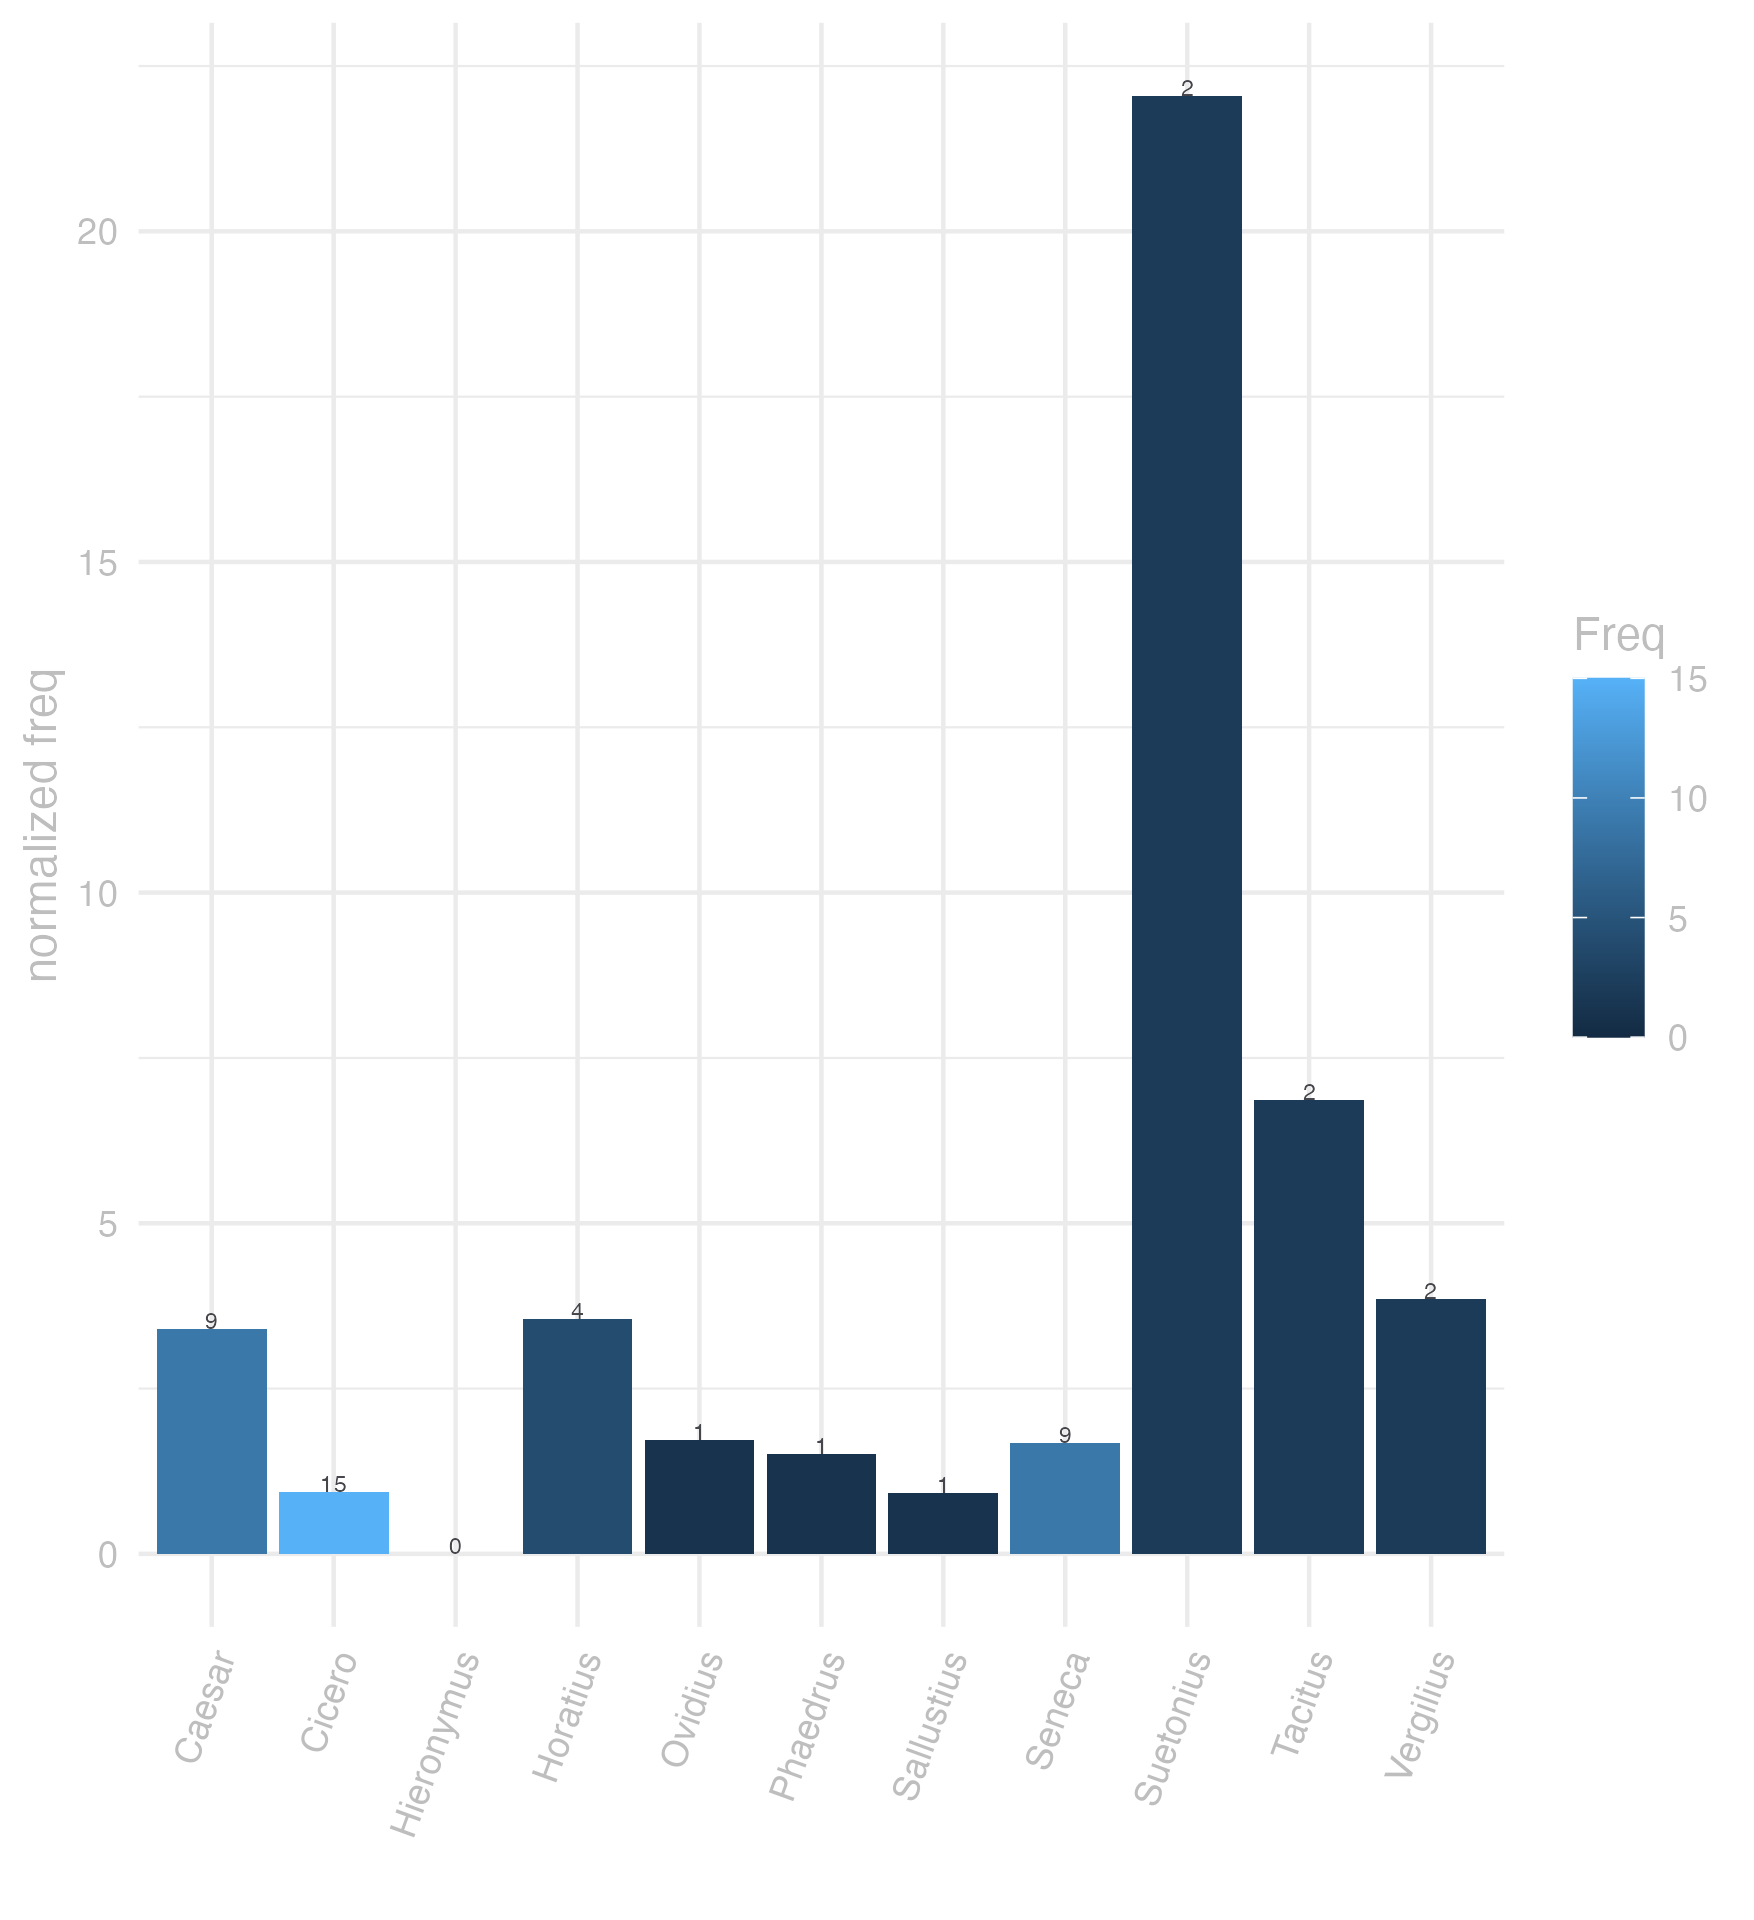 normalized freq
20
15
10
5
0
9
15
0
4
1
1
1
9
2
2
2
Caesar
Cicero
Hieronymus
Horatius
Ovidius
Phaedrus
Sallustius
Seneca
Suetonius
Tacitus
Vergilius
Freq
15
10
5
0